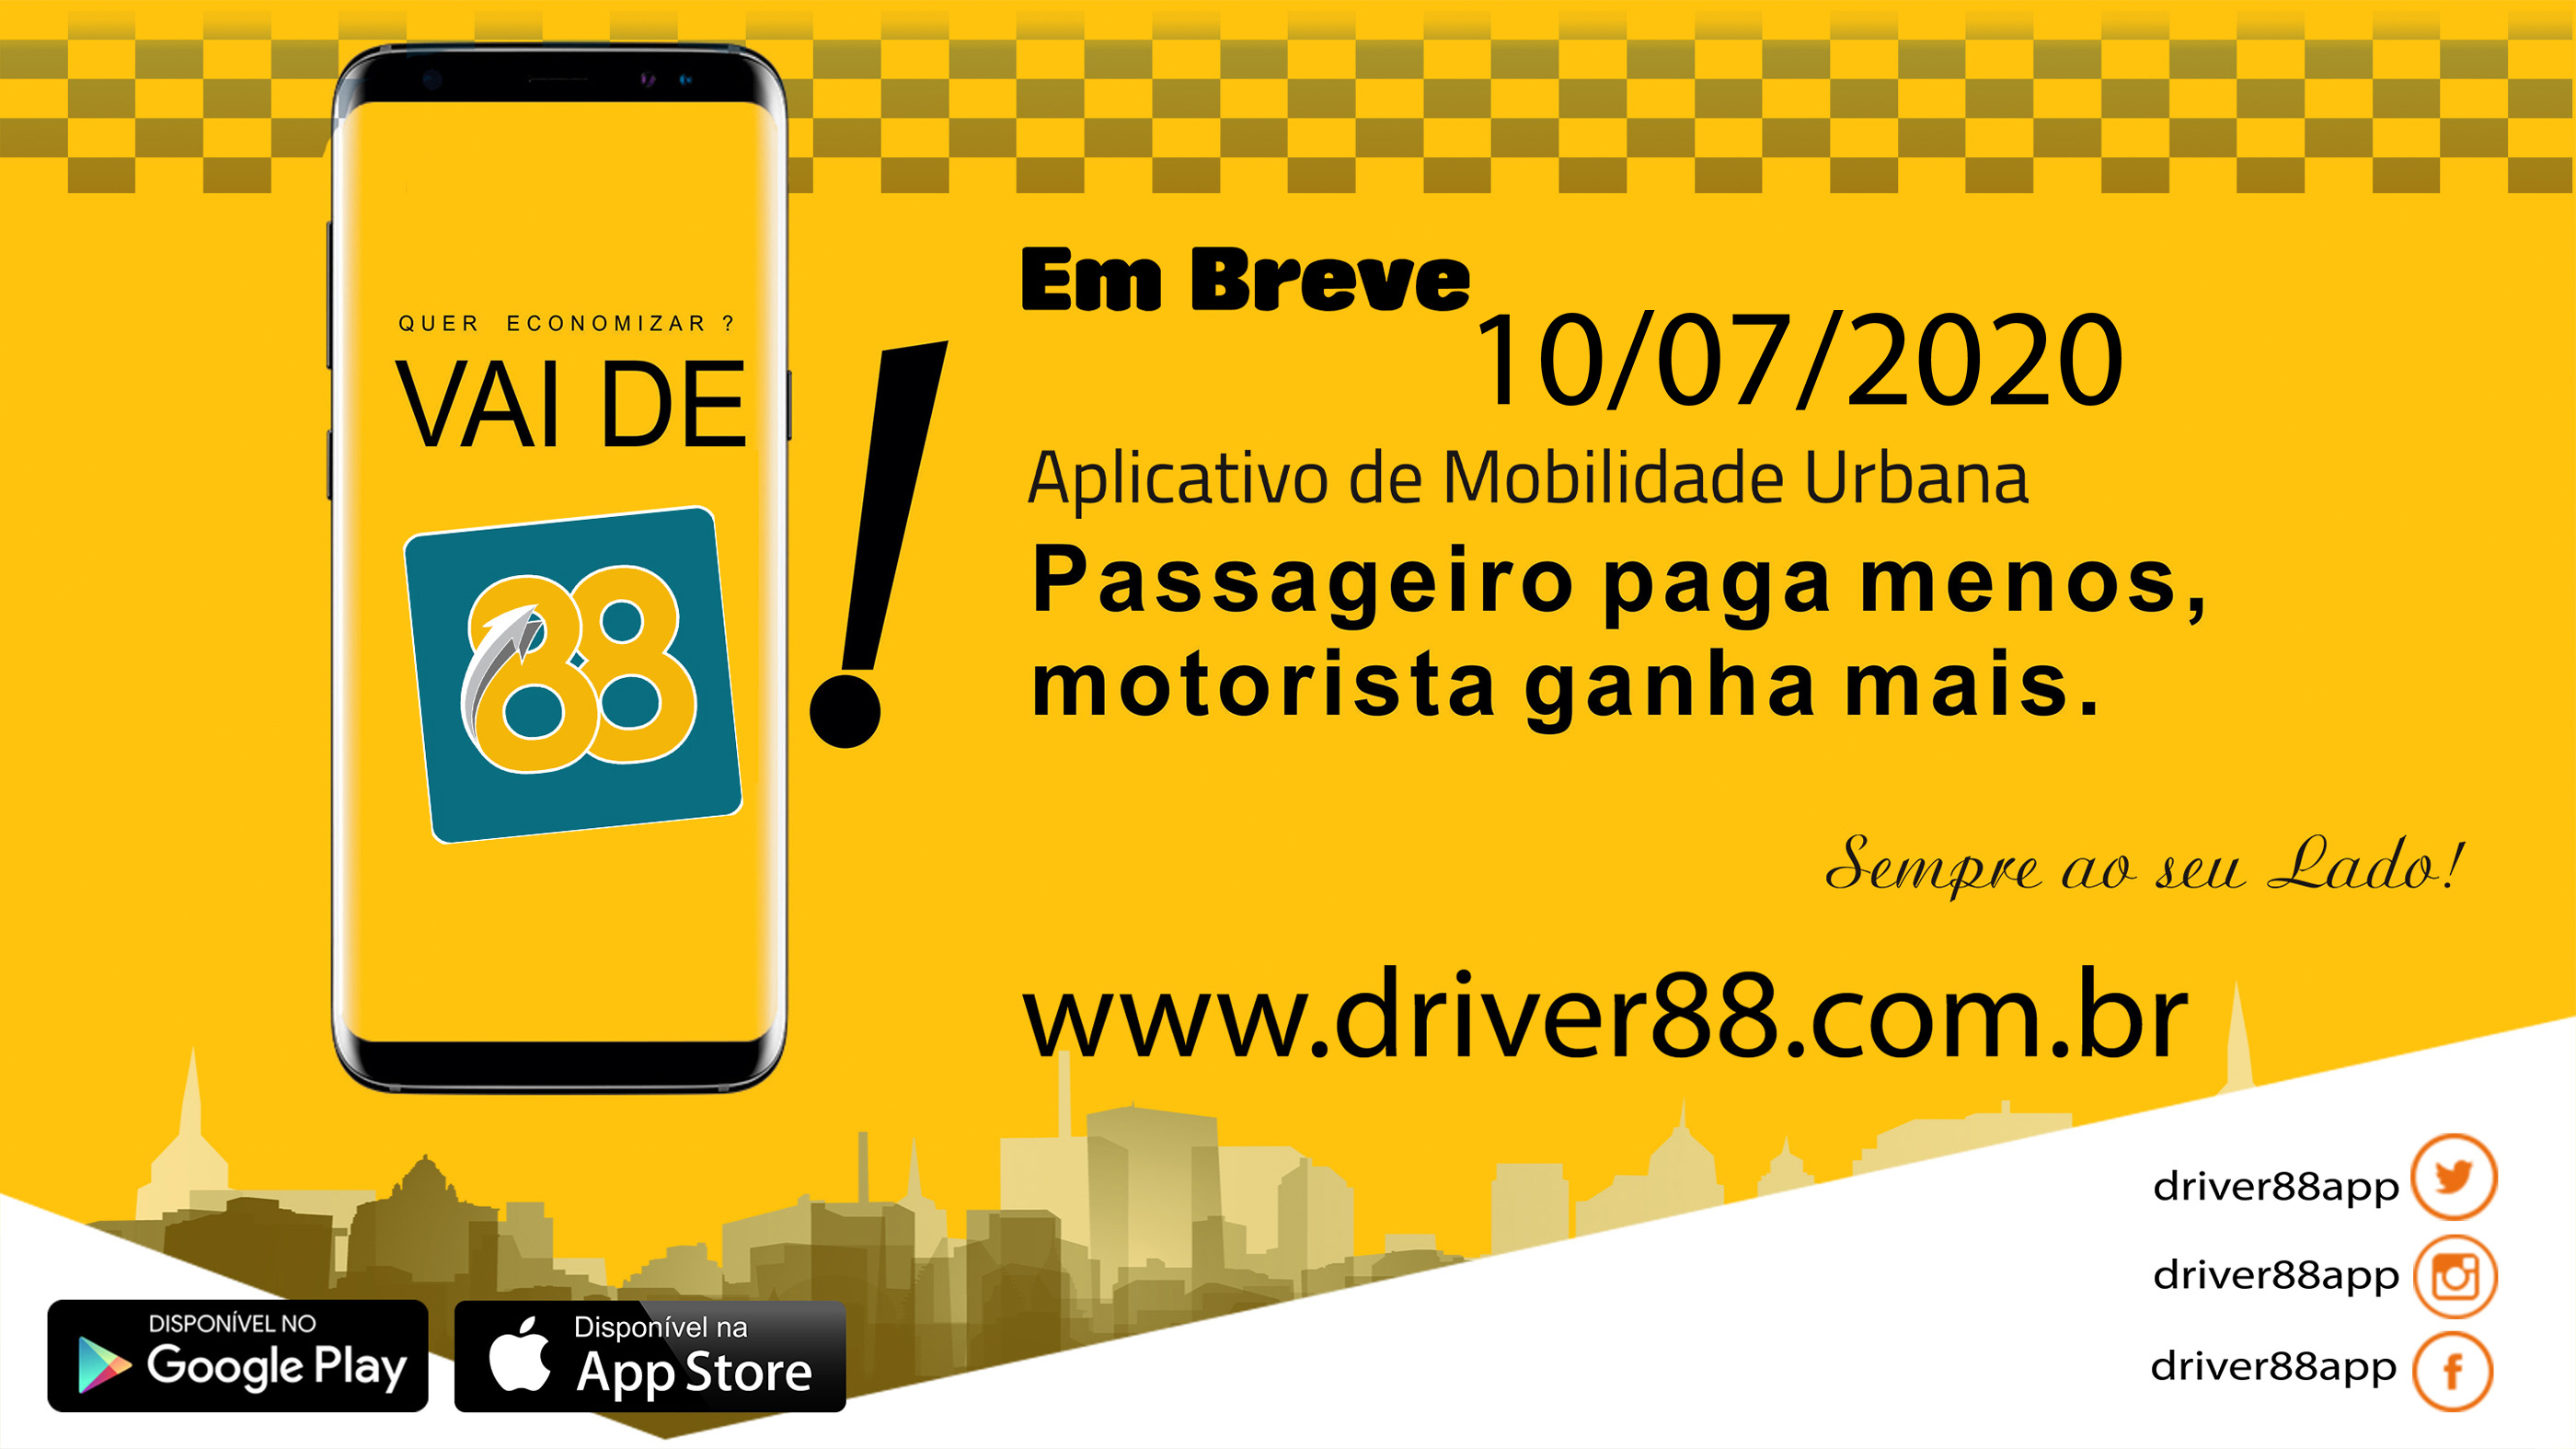 QUER ECONOMIZAR ?
VAI DE
88
!
Em Breve
10/07/2020
Aplicativo de Mobilidade Urbana
Passageiro paga menos,
motorista ganha mais.
Sempre ao seu Lado!
www.driver88.com.br
driver88app
driver88app
driver88app
DISPONÍVEL NO
Google Play
Disponível na
App Store